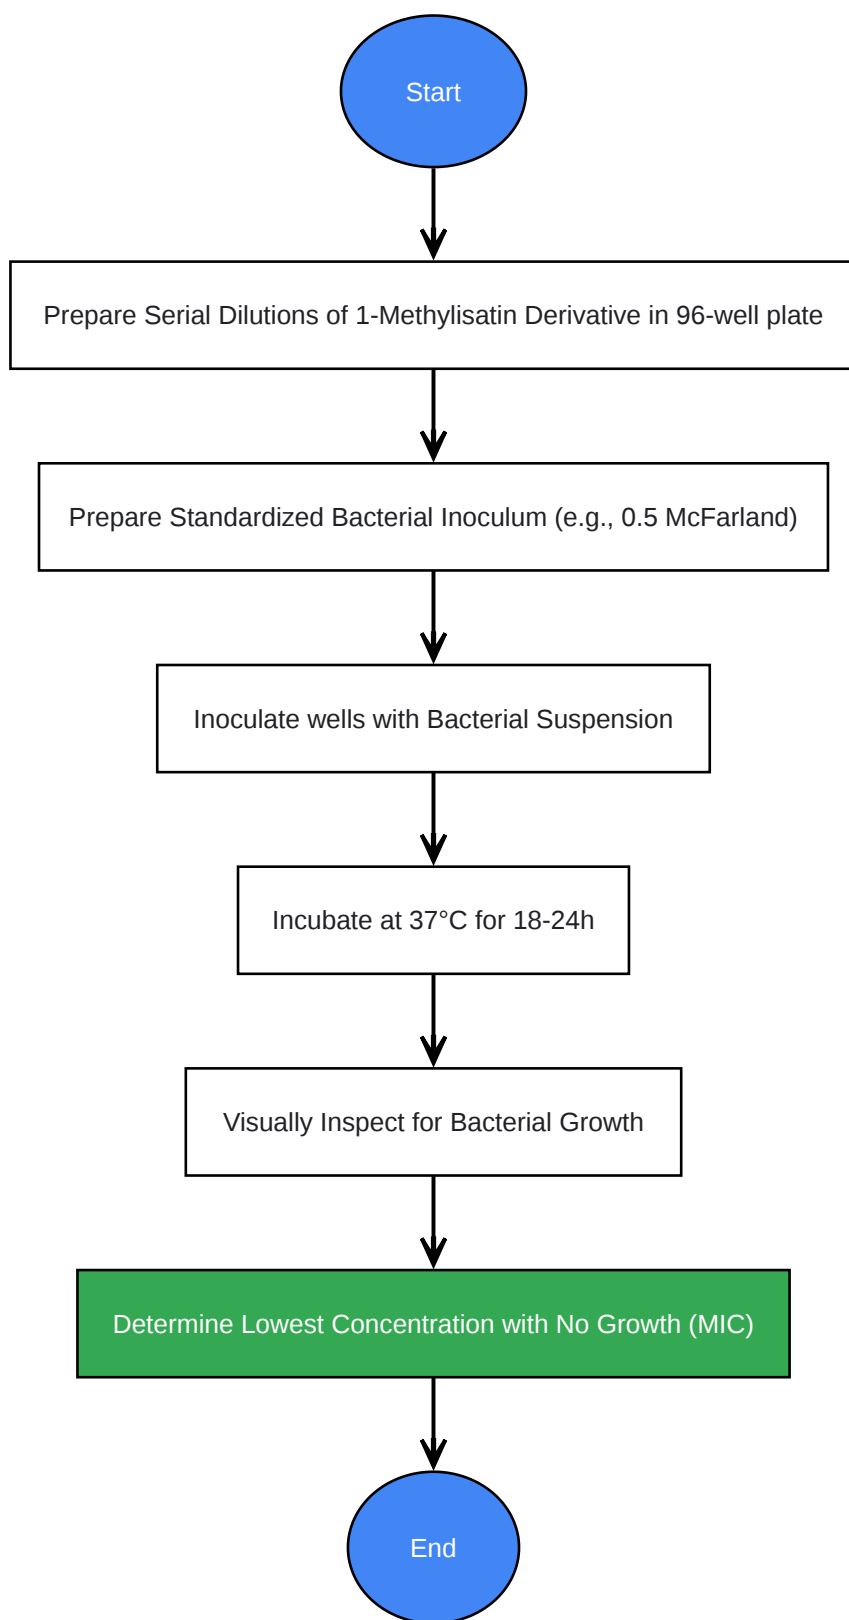 Start
Prepare Serial Dilutions of 1-Methylisatin Derivative in 96-well plate
Prepare Standardized Bacterial Inoculum (e.g., 0.5 McFarland)
Inoculate wells with Bacterial Suspension
Incubate at 37°C for 18-24h
Visually Inspect for Bacterial Growth
Determine Lowest Concentration with No Growth (MIC)
End